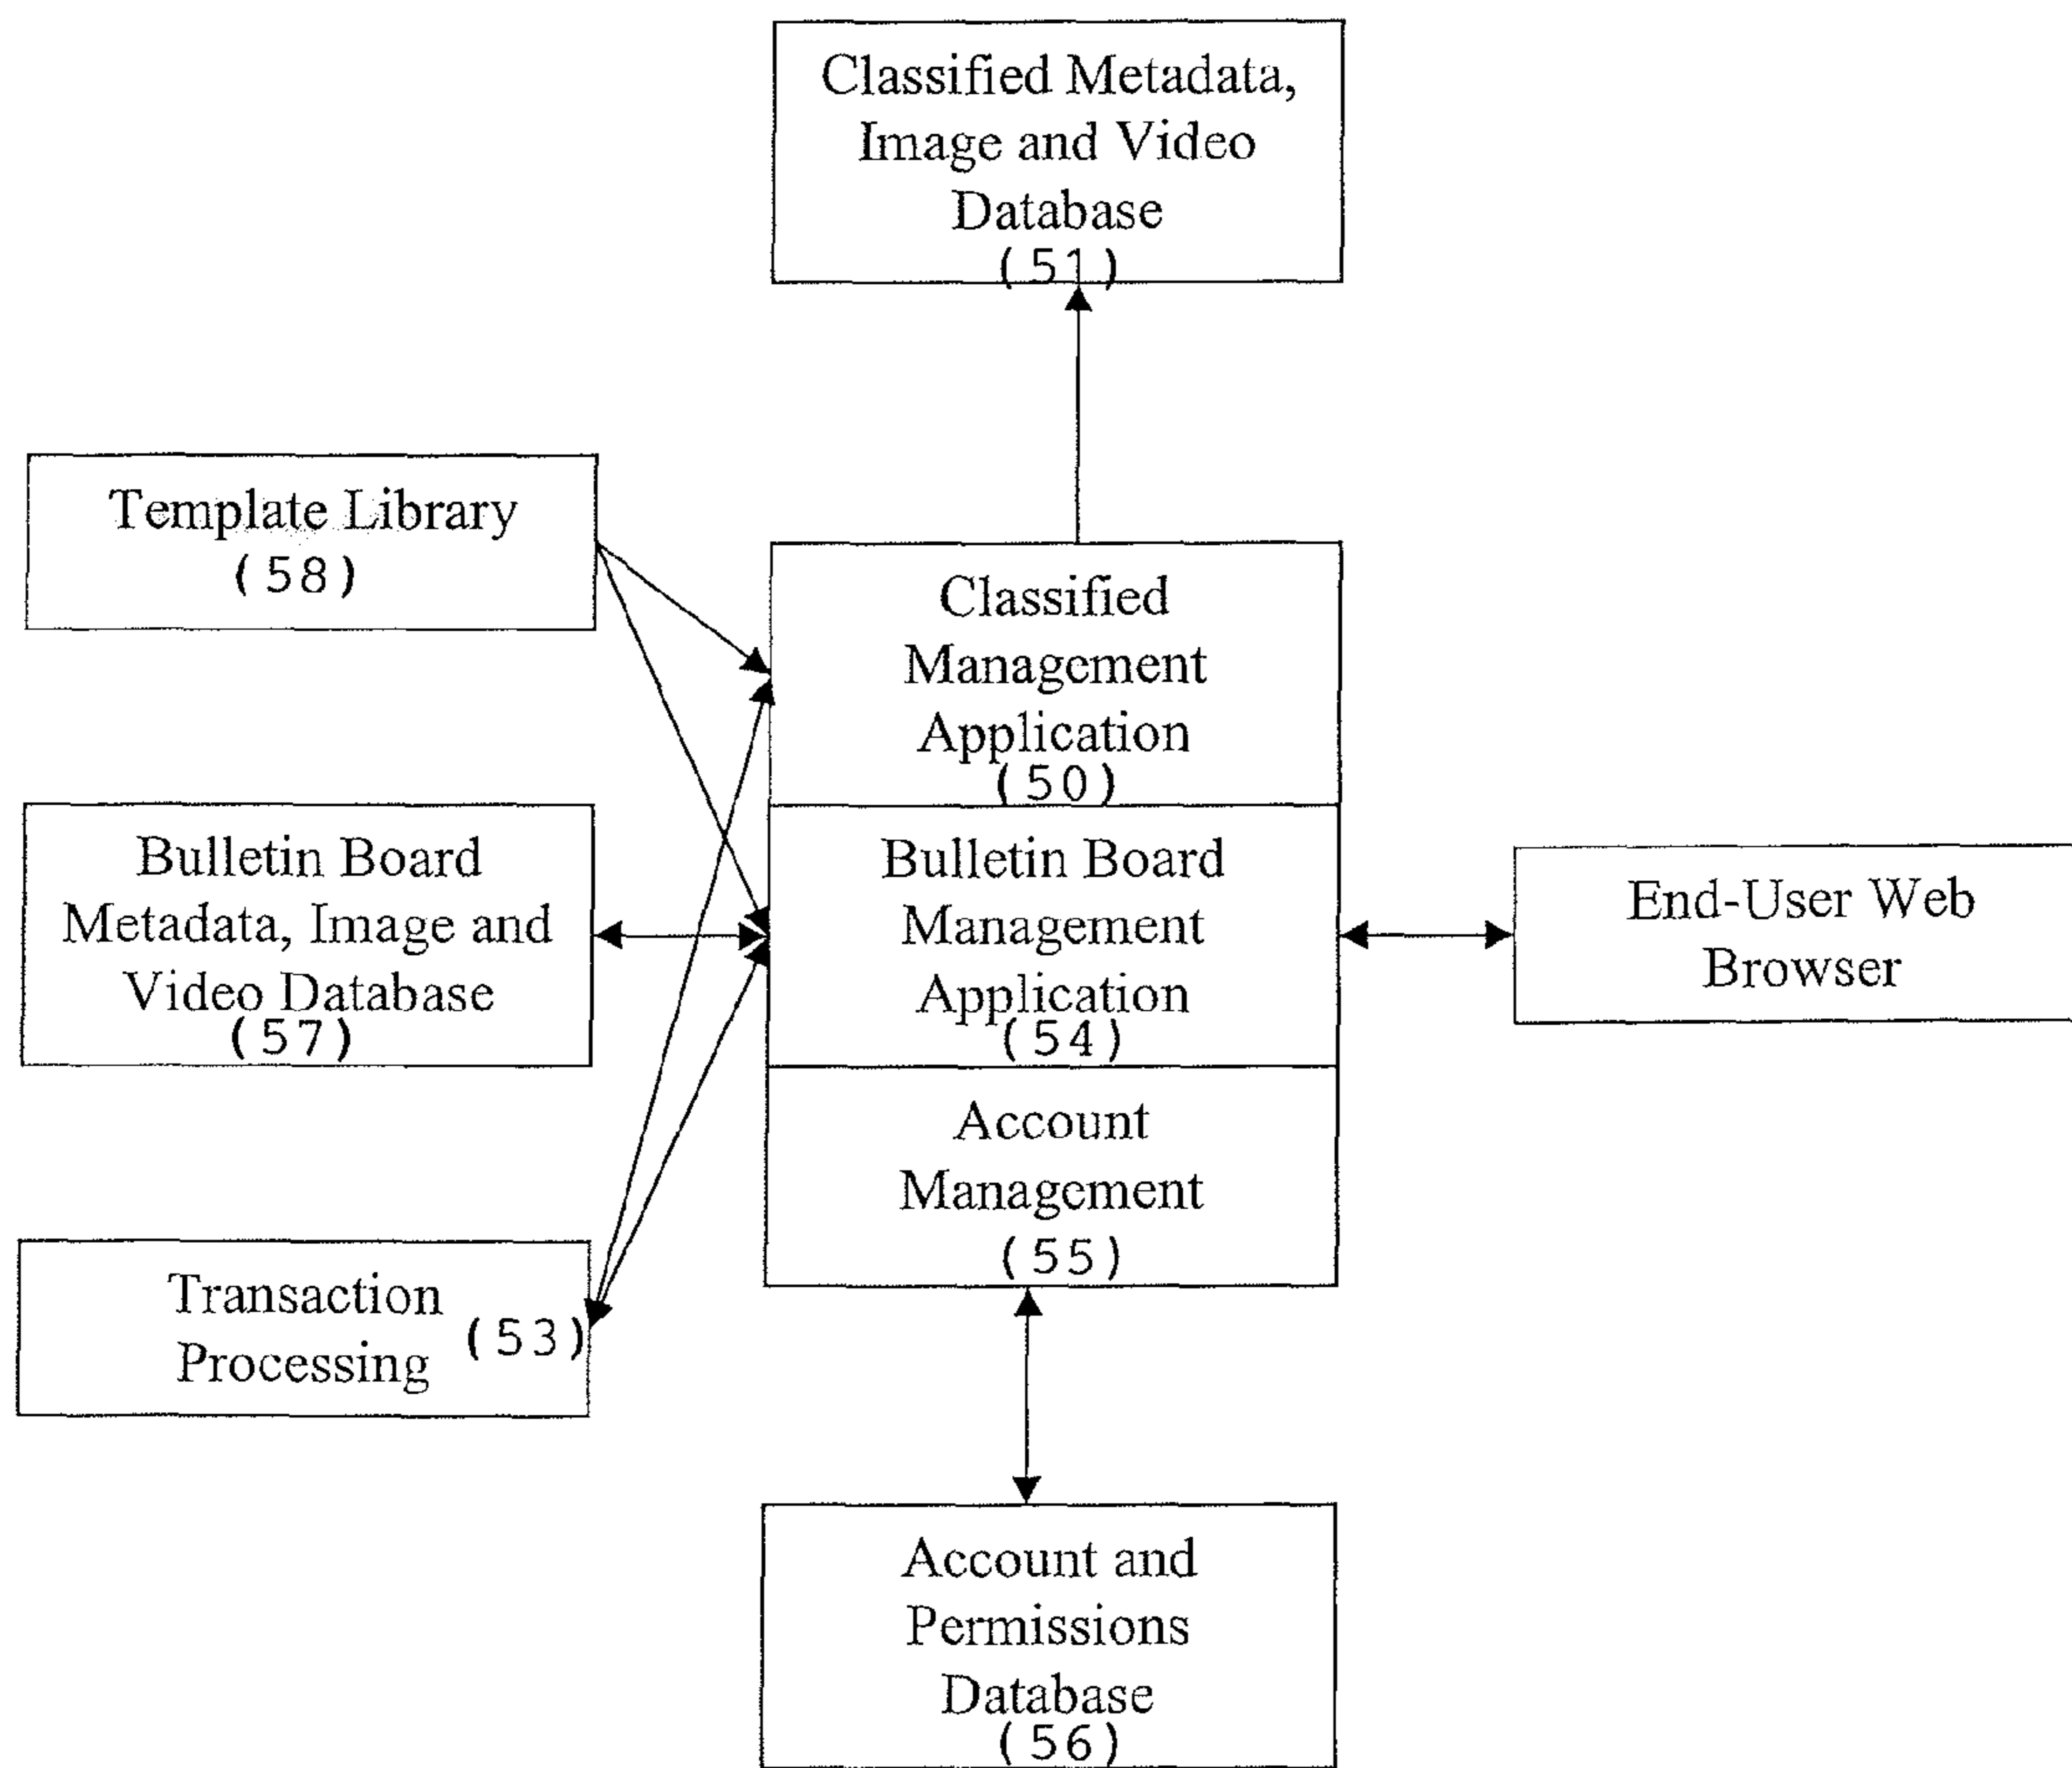 Classified Metadata,
Image and Video
Database
(51)
Template Library
(58)
Classified
Management
Application
(50)
Bulletin Board
Metadata, Image and
Video Database
(57)
Bulletin Board
Management
Application
(54)
End-User Web
Browser
Account
Management
(55)
Transaction
Processing (53)
Account and
Permissions
Database
(56)